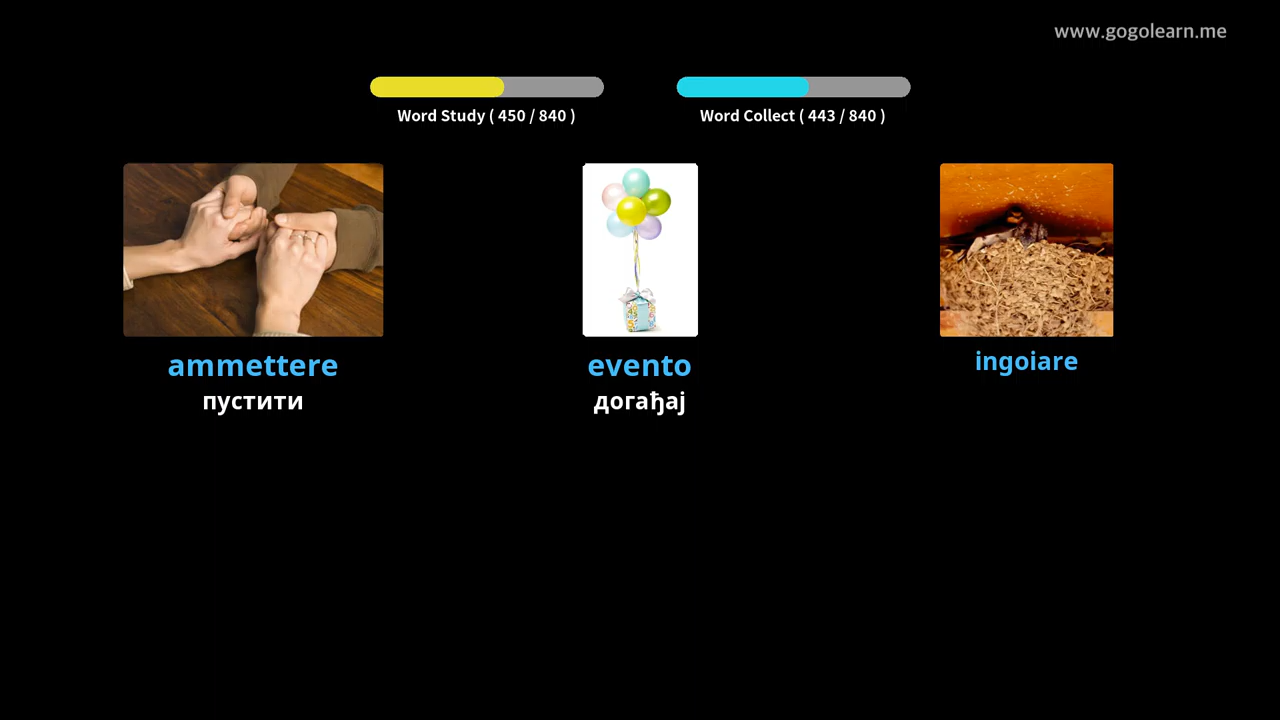 www.gogolearn.me
Word Study ( 450 / 840 )
Word Collect ( 443 / 840 )
ammettere
пустити
evento
догађај
ingoiare